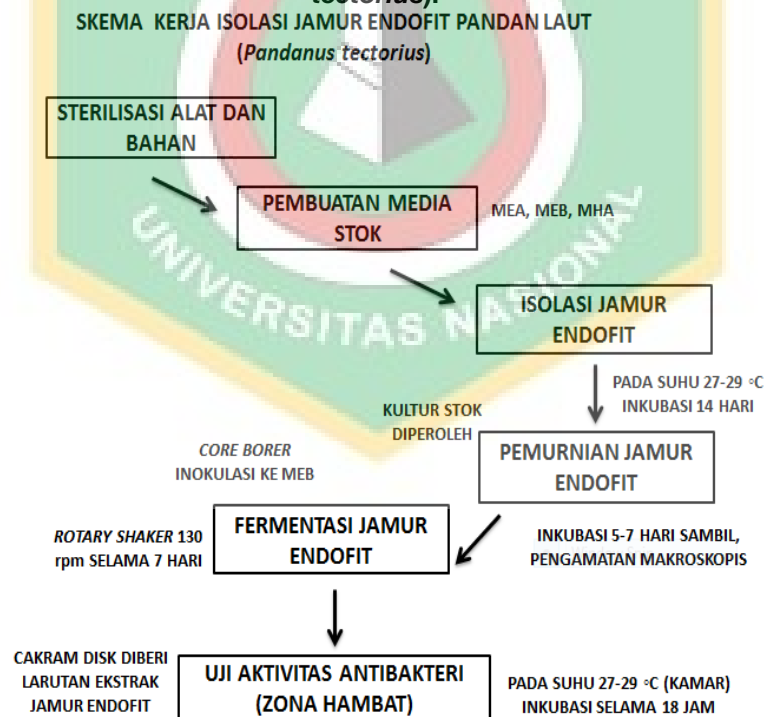 tectorius).
SKEMA KERJA ISOLASI JAMUR ENDOFIT PANDAN LAUT
(Pandanus tectorius)
STERILISASI ALAT DAN
BAHAN
PEMBUATAN MEDIA
STOK
MEA, MEB, MHA
UNIVERSITAS NASIONAL
ISOLASI JAMUR
ENDOFIT
PADA SUHU 27-29 °C
INKUBASI 14 HARI
KULTUR STOK
DIPEROLEH
PEMURNIAN JAMUR
ENDOFIT
CORE BORER
INOKULASI KE MEB
FERMENTASI JAMUR
ENDOFIT
ROTARY SHAKER 130
rpm SELAMA 7 HARI
INKUBASI 5-7 HARI SAMBIL,
PENGAMATAN MAKROSKOPIS
CAKRAM DISK DIBERI
LARUTAN EKSTRAK
JAMUR ENDOFIT
UJI AKTIVITAS ANTIBAKTERI
(ZONA HAMBAT)
PADA SUHU 27-29 °C (KAMAR)
INKUBASI SELAMA 18 JAM